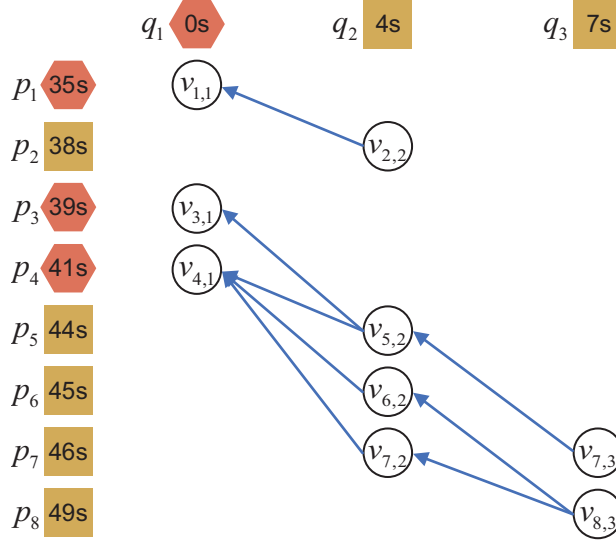 q1 0s q2 4s q3 7s
p1 35s v1,1
p2 38s v2,2
p3 39s v3,1
p4 41s v4,1
p5 44s v5,2
p6 45s v6,2
p7 46s v7,2 v7,3
p8 49s v8,3